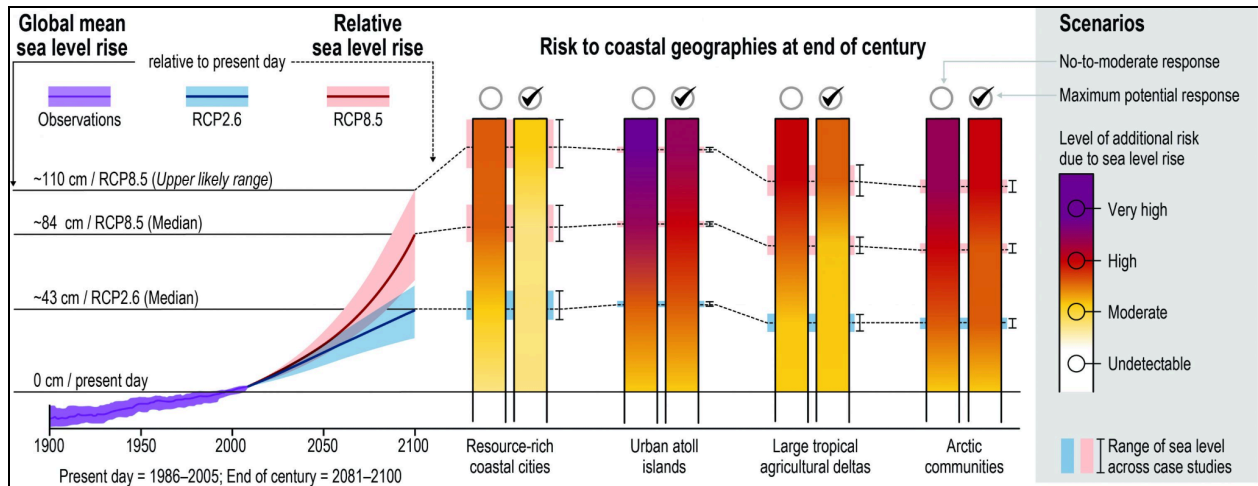 Global mean
sea level rise
Relative
sea level rise
relative to present day
Observations
RCP2.6
RCP8.5
~110 cm / RCP8.5 (Upper likely range)
~84 cm / RCP8.5 (Median)
~43 cm / RCP2.6 (Median)
0 cm / present day
1900
1950
2000
2050
2100
Present day = 1986–2005; End of century = 2081–2100
Risk to coastal geographies at end of century
Resource-rich
coastal cities
Urban atoll
islands
Large tropical
agricultural deltas
Arctic
communities
Scenarios
No-to-moderate response
Maximum potential response
Level of additional risk
due to sea level rise
Very high
High
Moderate
Undetectable
Range of sea level
across case studies